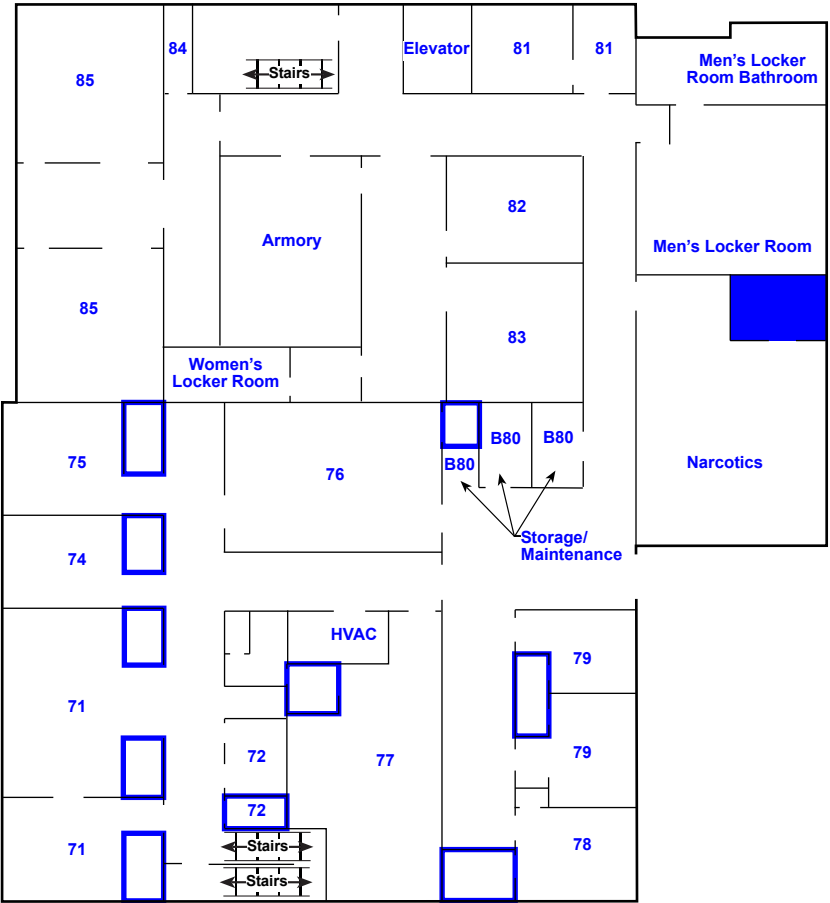 84
Elevator
81
81
Men's Locker
Room Bathroom
Stairs
85
82
Armory
Men's Locker Room
85
83
Women's
Locker Room
75
76
B80
B80
B80
Narcotics
Storage/
Maintenance
74
HVAC
79
71
72
77
79
72
71
Stairs
78
Stairs